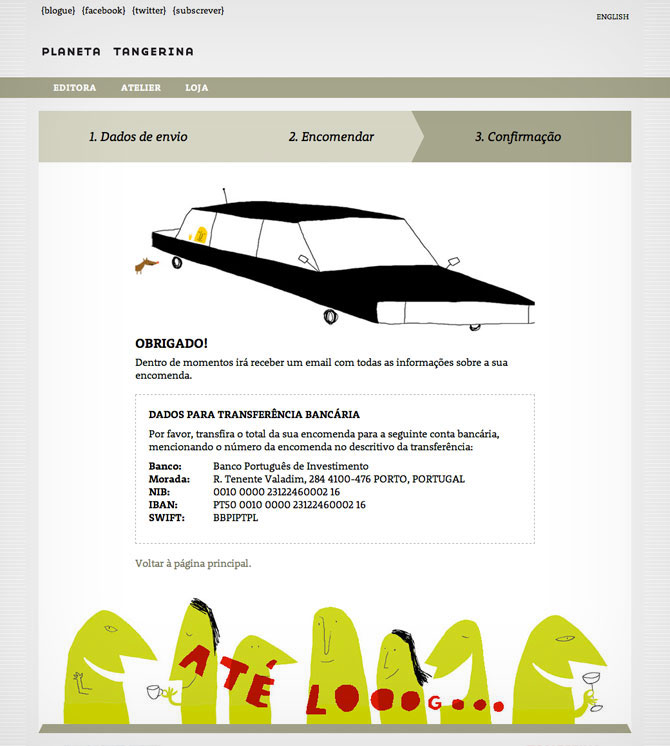 {blogue} {facebook} {twitter} {subscrever}
ENGLISH
PLANETA TANGERINA
EDITORA ATELIER LOJA
1. Dados de envio 2. Encomendar 3. Confirmação
OBRIGADO!
Dentro de momentos irá receber um email com todas as informações sobre a sua
encomenda.
DADOS PARA TRANSFERÊNCIA BANCÁRIA
Por favor, transfira o total da sua encomenda para a seguinte conta bancária,
mencionando o número da encomenda no descritivo da transferência:
Banco: Banco Português de Investimento
Morada: R. Tenente Valadim, 284 4100-476 PORTO, PORTUGAL
NIB: 0010 0000 23122460002 16
IBAN: PT50 0010 0000 23122460002 16
SWIFT: BBPIPTPL
Voltar à página principal.
ATÉ LOOOG....